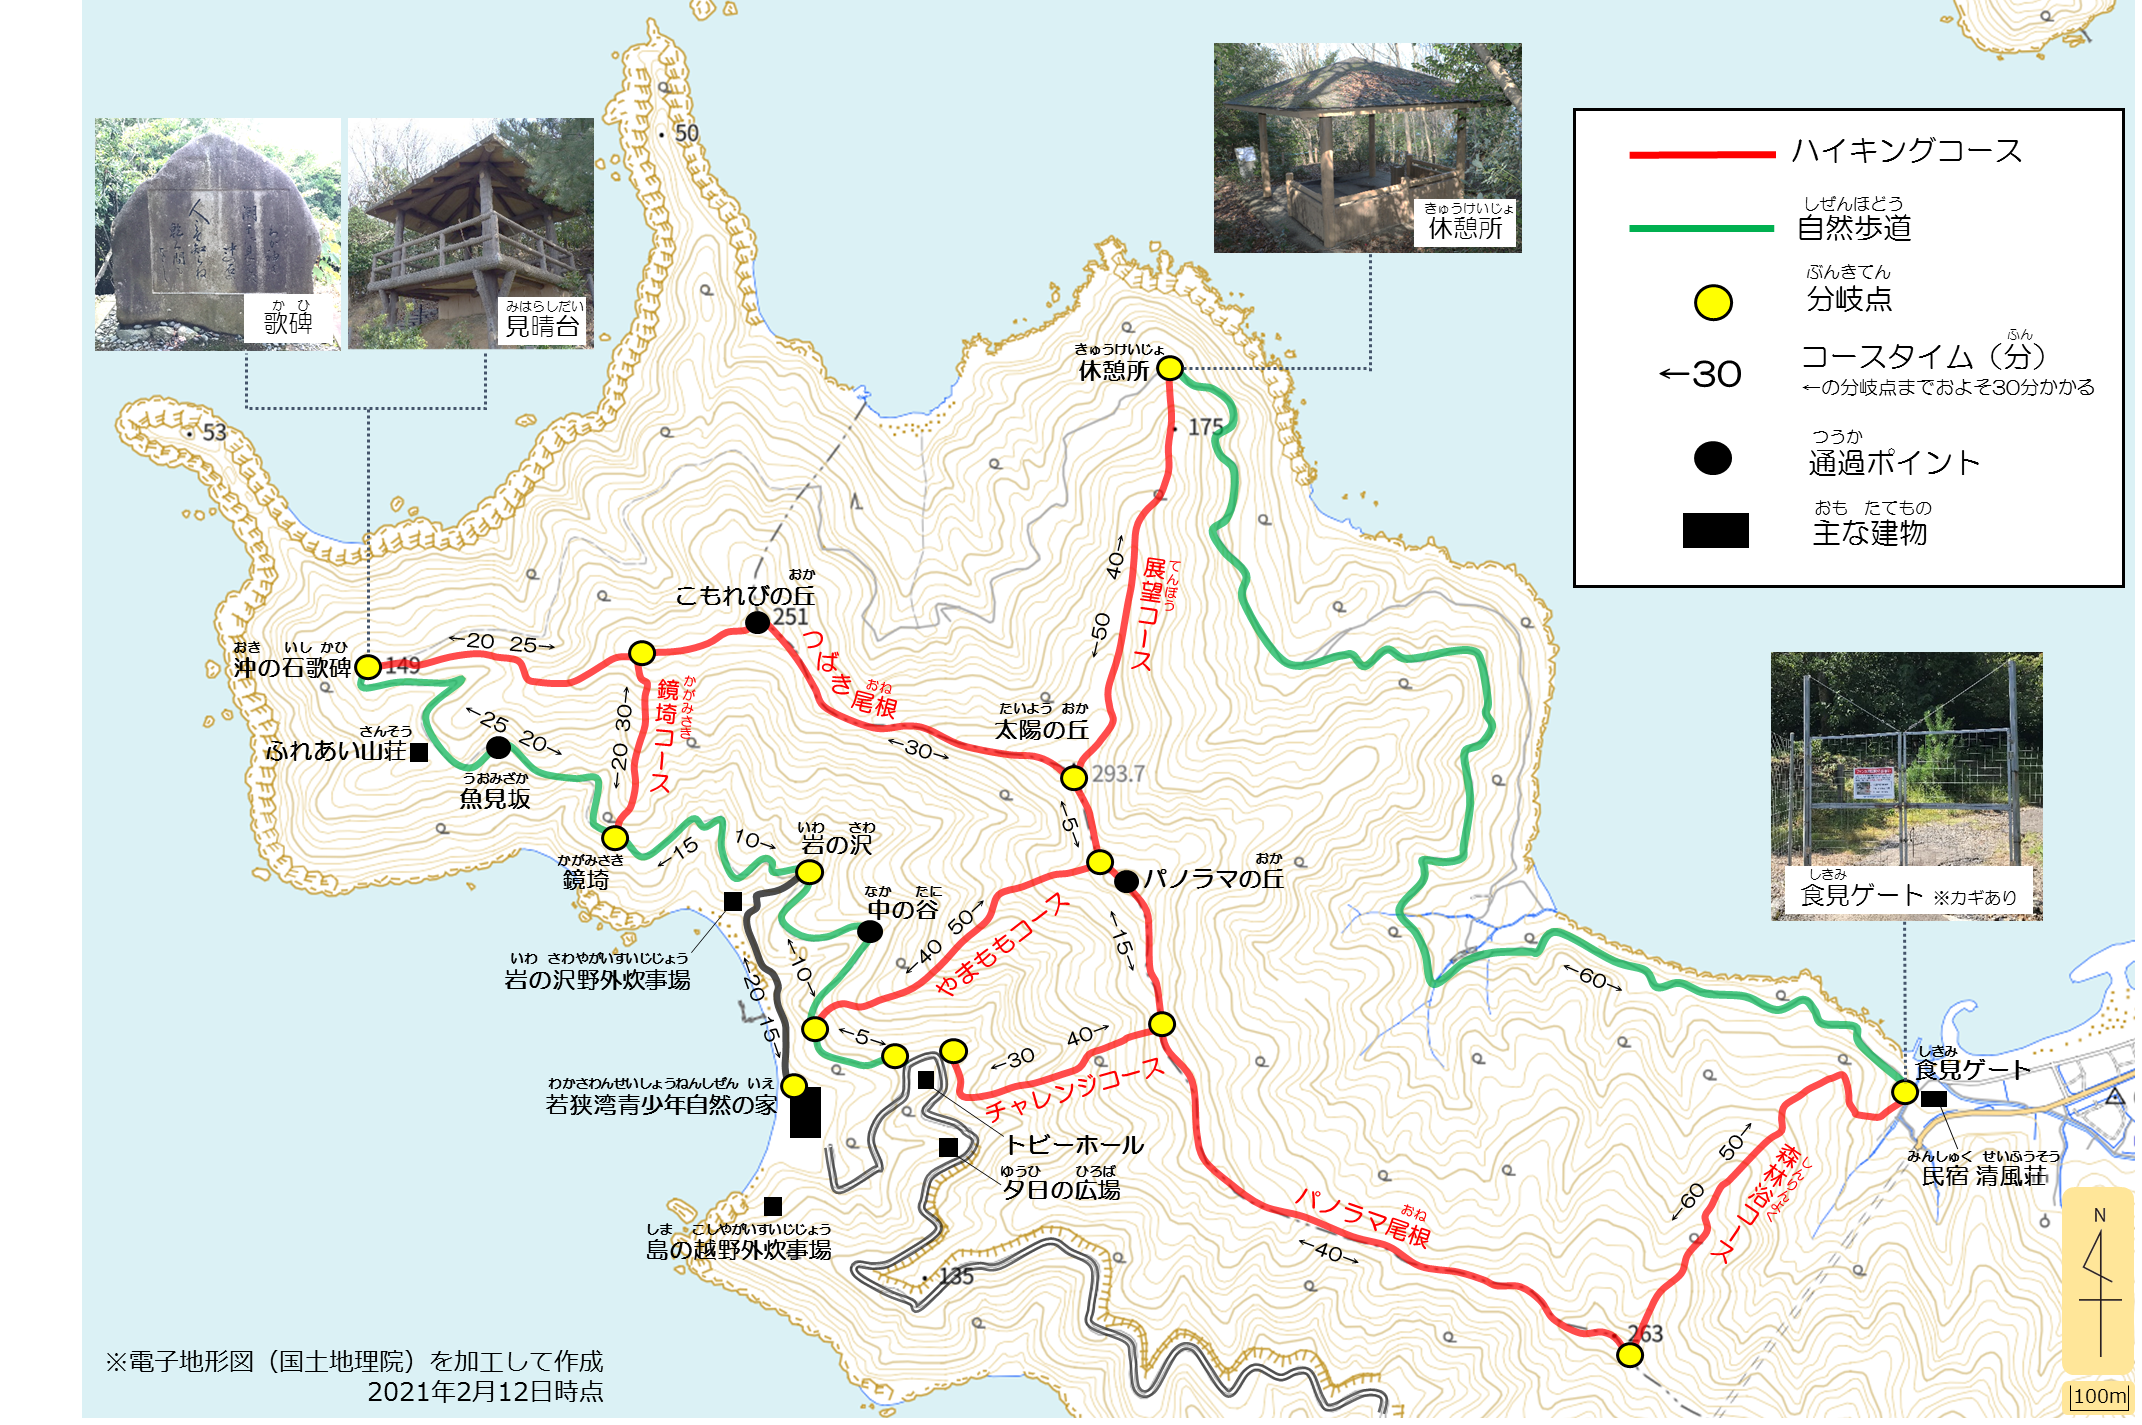 50
53
か ひ
歌碑
みはらしだい
見晴台
きゅうけいじょ
休憩所
ハイキングコース
しぜんほどう
自然歩道
ぶんきてん
分岐点
←30
ふん
コースタイム（分）
←の分岐点までおよそ30分かかる
つうか
通過ポイント
おも たてもの
主な建物
きゅうけいじょ
休憩所
175
40→
←50
てんぼう
展望コース
おか
こもれびの丘
251
つばき尾根
おね
←30→
おき いし かひ
沖の石歌碑
149
←20 25→
かがみさき
鏡埼コース
←20 30→
さんそう
ふれあい山荘
←25 20→
うおみざか
魚見坂
かがみさき
鏡埼
←15 10→
いわ さわ
岩の沢
なか たに
中の谷
たいよう おか
太陽の丘
293.7
←5→
おか
パノラマの丘
←40 50→
やまももコース
←15→
いわ さわやがいすいじじょう
岩の沢野外炊事場
←10→
←20 15→
←5→
←30 40→
チャレンジコース
わかさわんせいしょうねんしぜん いえ
若狭湾青少年自然の家
トビーホール
ゆうひ ひろば
夕日の広場
しま こしやがいすいじじょう
島の越野外炊事場
135
パノラマ尾根
おね
←40→
263
←60 50→
しんりんよく
森林浴コース
←60→
しきみ
食見ゲート ※カギあり
しきみ
食見ゲート
みんしゅく せいふうそう
民宿 清風荘
N
100m
※電子地形図（国土地理院）を加工して作成
2021年2月12日時点